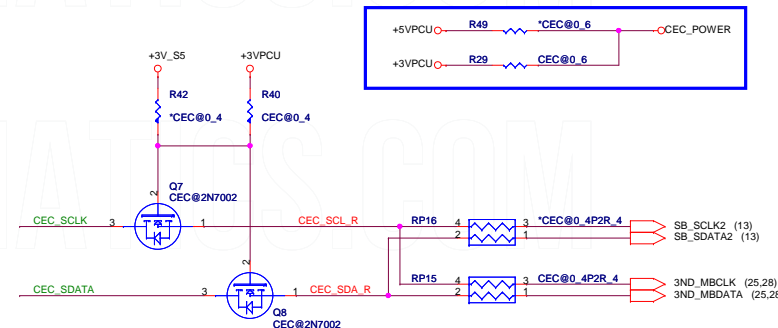 +5VPCU R49 *CEC@0_6 CEC_POWER
+3VPCU R29 CEC@0_6
+3V_S5 +3VPCU
R42 R40
*CEC@0_4 CEC@0_4
2
Q7
CEC@2N7002
CEC_SCLK 3 1 CEC_SCL_R RP16 4 3 *CEC@0_4P2R_4 SB_SCLK2 (13)
2 1 SB_SDATA2 (13)
2
RP15 4 3 CEC@0_4P2R_4 3ND_MBCLK (25,28)
CEC_SDATA 3 1 CEC_SDA_R 2 1 3ND_MBDATA (25,28
Q8
CEC@2N7002